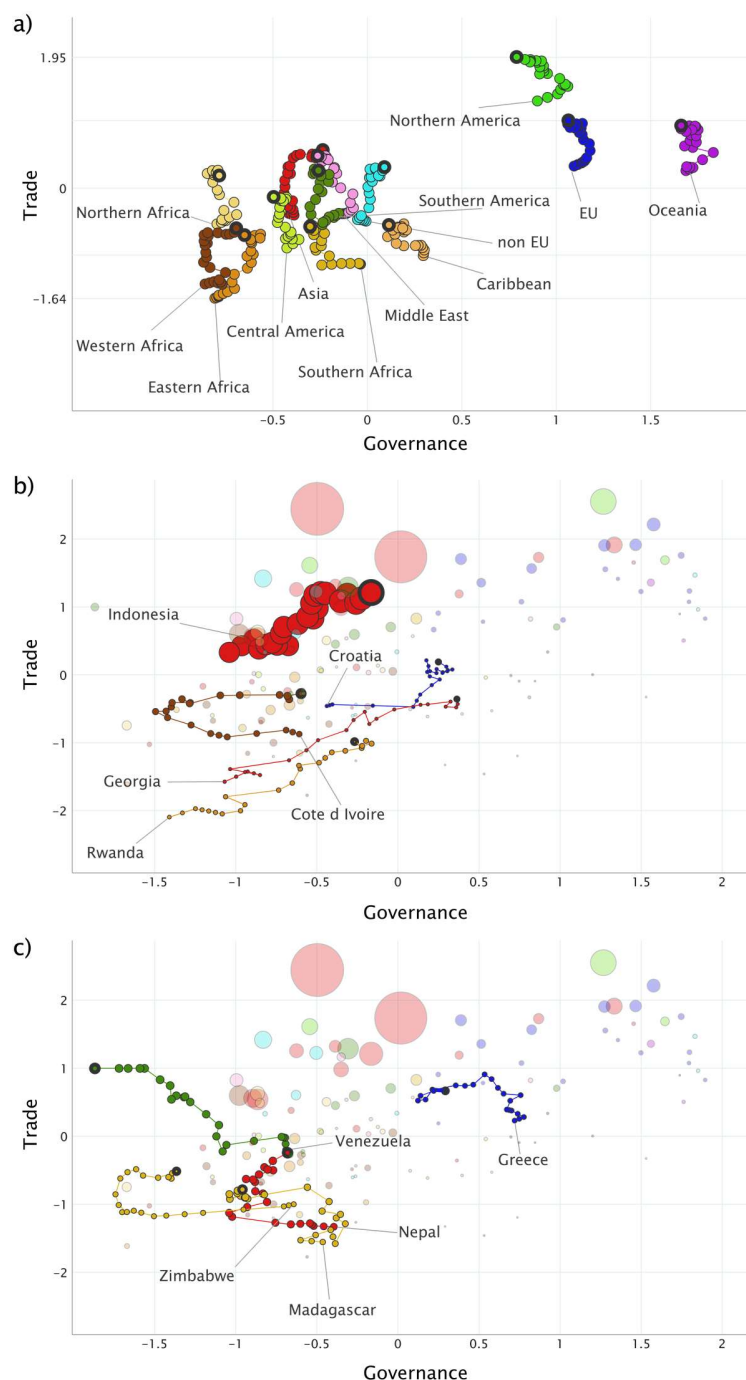 a)
1.95
Northern America
Trade
0
Southern America
Northern Africa
EU
Oceania
non EU
Asia
Caribbean
-1.64
Middle East
Western Africa
Central America
Eastern Africa
Southern Africa
-0.5
0
0.5
1
1.5
Governance
b)
2
1
Indonesia
Croatia
Trade
0
-1
Georgia
Cote d Ivoire
-2
Rwanda
-1.5
-1
-0.5
0
0.5
1
1.5
2
Governance
c)
2
1
Trade
0
Venezuela
Greece
-1
Nepal
Zimbabwe
-2
Madagascar
-1.5
-1
-0.5
0
0.5
1
1.5
2
Governance